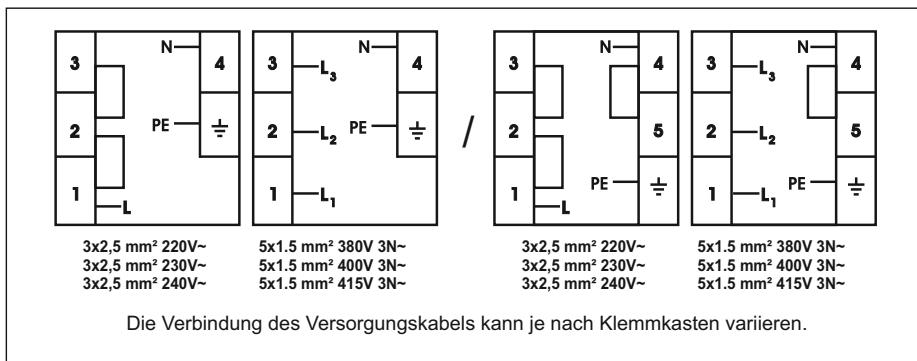 3 N 4
2 PE ⏚
1 L
3x2,5 mm² 220V~
3x2,5 mm² 230V~
3x2,5 mm² 240V~
3 L₃ N 4
2 L₂ PE ⏚
1 L₁
5x1.5 mm² 380V 3N~
5x1.5 mm² 400V 3N~
5x1.5 mm² 415V 3N~
/
3 N 4
2 5
1 L PE ⏚
3x2,5 mm² 220V~
3x2,5 mm² 230V~
3x2,5 mm² 240V~
3 L₃ N 4
2 L₂ 5
1 L₁ PE ⏚
5x1.5 mm² 380V 3N~
5x1.5 mm² 400V 3N~
5x1.5 mm² 415V 3N~
Die Verbindung des Versorgungskabels kann je nach Klemmkasten variieren.